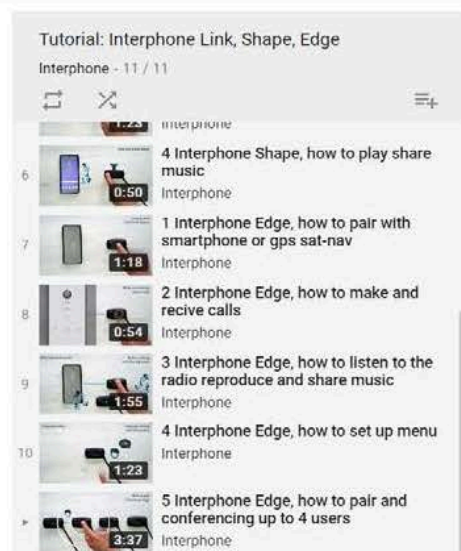 Tutorial: Interphone Link, Shape, Edge
Interphone - 11 / 11
1:23 Interphone
6 4 Interphone Shape, how to play share
music
0:50 Interphone
7 1 Interphone Edge, how to pair with
smartphone or gps sat-nav
1:18 Interphone
8 2 Interphone Edge, how to make and
recive calls
0:54 Interphone
9 3 Interphone Edge, how to listen to the
radio reproduce and share music
1:55 Interphone
4 Interphone Edge, how to set up menu
10 Interphone
1:23
5 Interphone Edge, how to pair and
conferencing up to 4 users
3:37 Interphone